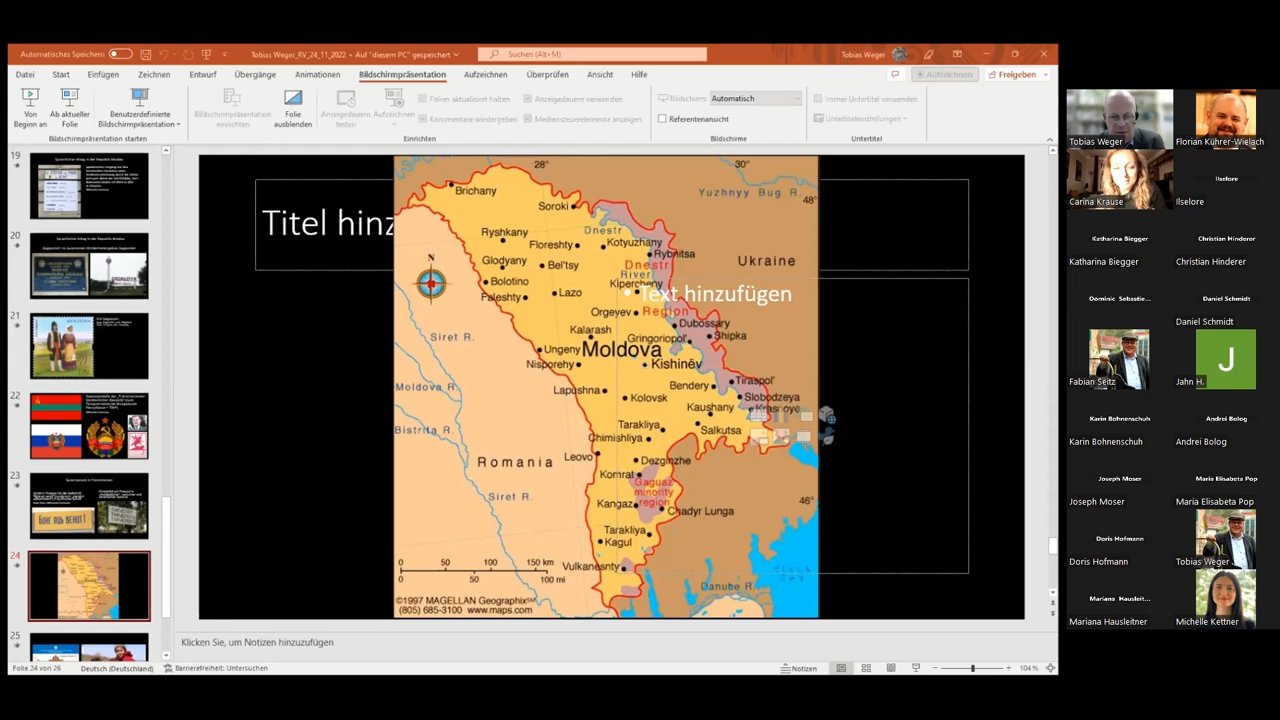 Automatisches Speichern
Tobias Weger_RV_24_11_2022 • Auf "diesem PC" gespeichert
Suchen (Alt+M)
Tobias Weger
Datei
Start
Einfügen
Zeichnen
Entwurf
Übergänge
Animationen
Bildschirmpräsentation
Aufzeichnen
Überprüfen
Ansicht
Hilfe
Aufzeichnen
Freigeben
Von Beginn an
Ab aktueller Folie
Benutzerdefinierte Bildschirmpräsentation
Bildschirmpräsentation einrichten
Folie ausblenden
Anzeigedauern testen
Aufzeichnen
Folien aktualisiert halten
Kommentare wiedergeben
Anzeigedauern verwenden
Mediensteuerelemente anzeigen
Bildschirm:
Automatisch
Referentenansicht
Immer Untertitel verwenden
Untertiteleinstellungen
Bildschirmpräsentation starten
Einrichten
Bildschirme
Untertitel
19
20
21
22
23
24
25
Titel hinz
Text hinzufügen
28°
30°
48°
46°
Yuzhnyy Bug R.
Brichany
Soroki
Dnestr
Ryshkany
Floreshty
Kotyuzhany
Rybnitsa
Ukraine
Glodyany
Bel'tsy
Dnestr
River
Region
N
Bolotino
Kipercheny
Faleshty
Lazo
Orgeyev
Dubossary
Siret R.
Kalarash
Gringoriopol'
Shipka
Ungeny
Moldova
Nisporehy
Kishinëv
Moldova R.
Lapushna
Bendery
Tiraspol'
Kolovsk
Slobodzeya
Kaushany
Krasnoye
Bistrita R.
Tarakliya
Salkutsa
Chimishliya
Romania
Leovo
Dezginzhe
Komrat
Gaguaz
minority
region
Siret R.
Kangaz
Chadyr Lunga
Tarakliya
Kagul
Vulkanesnty
Danube R.
0 50 100 150 km
0 50 100 mi
©1997 MAGELLAN Geographix℠
(805) 685-3100 www.maps.com
Klicken Sie, um Notizen hinzuzufügen
Folie 24 von 26
Deutsch (Deutschland)
Barrierefreiheit: Untersuchen
Notizen
104 %
Tobias Weger
Florian Kührer-Wielach
Carina Krause
Ilselore
Ilselore
Katharina Biegger
Christian Hinderer
Katharina Biegger
Christian Hinderer
Dominic Sebastie...
Daniel Schmidt
Daniel Schmidt
Fabian Seitz
J
Jahn H.
Karin Bohnenschuh
Andrei Bolog
Karin Bohnenschuh
Andrei Bolog
Joseph Moser
Maria Elisabeta Pop
Joseph Moser
Maria Elisabeta Pop
Doris Hofmann
Doris Hofmann
Tobias Weger
Mariana Hausleit...
Mariana Hausleitner
Michelle Kettner